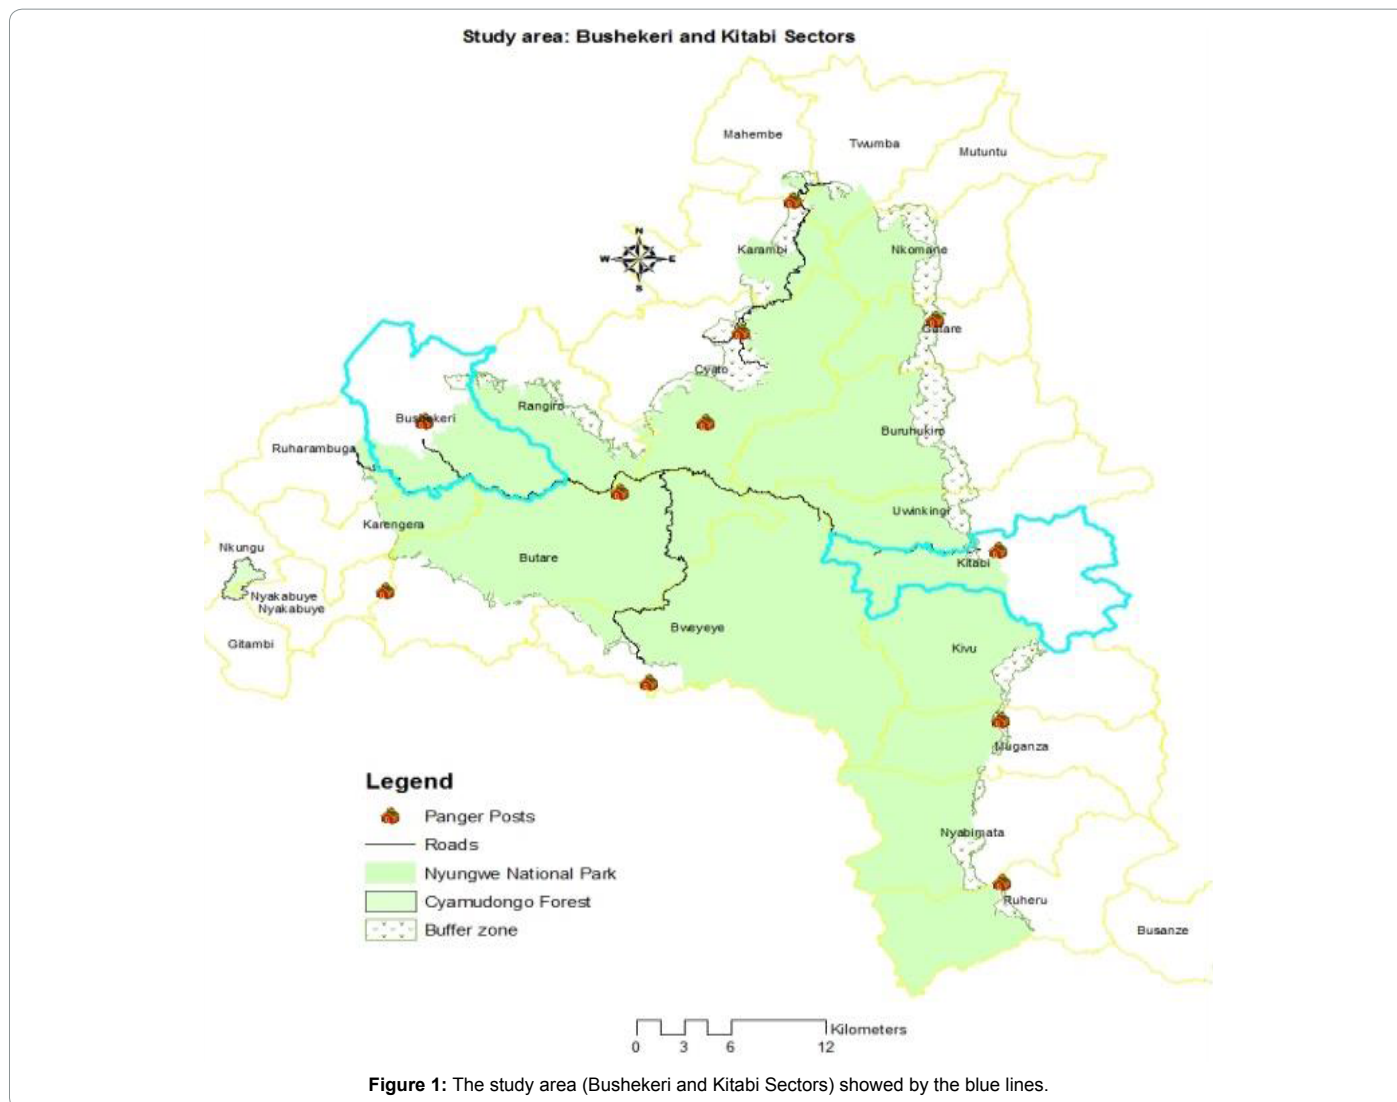 Study area: Bushekeri and Kitabi Sectors
Mahembe
Twumba
Mutuntu
N
W
E
S
Karambi
Nkomane
Gatare
Cyato
Rangiro
Bushekeri
Buruhukiro
Ruharambuga
Uwinkingi
Karengera
Kitabi
Nkungu
Butare
Nyakabuye
Nyakabuye
Bweyeye
Gitambi
Kivu
Muganza
Nyabimata
Ruheru
Busanze
Legend
Panger Posts
Roads
Nyungwe National Park
Cyamudongo Forest
Buffer zone
Kilometers
0 3 6 12
Figure 1: The study area (Bushekeri and Kitabi Sectors) showed by the blue lines.